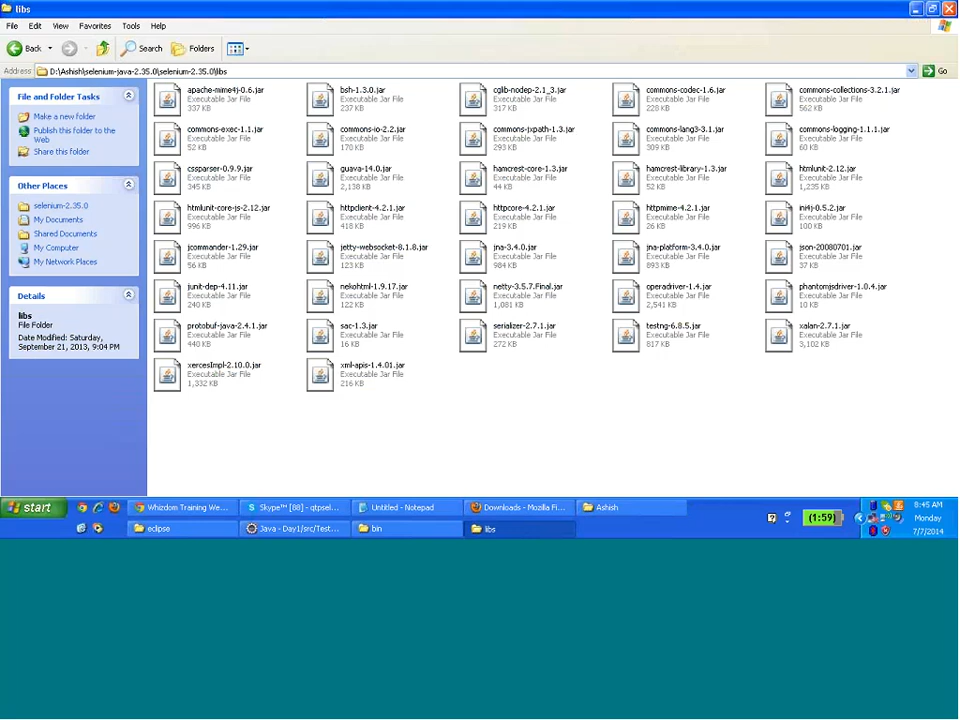 libs
File Edit View Favorites Tools Help
Back Search Folders
Address D:\Ashish\selenium-java-2.35.0\selenium-2.35.0\libs Go
File and Folder Tasks
Make a new folder
Publish this folder to the
Web
Share this folder
Other Places
selenium-2.35.0
My Documents
Shared Documents
My Computer
My Network Places
Details
libs
File Folder
Date Modified: Saturday,
September 21, 2013, 9:04 PM
apache-mime4j-0.6.jar
Executable Jar File
337 KB
bsh-1.3.0.jar
Executable Jar File
237 KB
cglib-nodep-2.1_3.jar
Executable Jar File
317 KB
commons-codec-1.6.jar
Executable Jar File
228 KB
commons-collections-3.2.1.jar
Executable Jar File
562 KB
commons-exec-1.1.jar
Executable Jar File
52 KB
commons-io-2.2.jar
Executable Jar File
170 KB
commons-jxpath-1.3.jar
Executable Jar File
293 KB
commons-lang3-3.1.jar
Executable Jar File
309 KB
commons-logging-1.1.1.jar
Executable Jar File
60 KB
cssparser-0.9.9.jar
Executable Jar File
345 KB
guava-14.0.jar
Executable Jar File
2,138 KB
hamcrest-core-1.3.jar
Executable Jar File
44 KB
hamcrest-library-1.3.jar
Executable Jar File
52 KB
htmlunit-2.12.jar
Executable Jar File
1,235 KB
htmlunit-core-js-2.12.jar
Executable Jar File
996 KB
httpclient-4.2.1.jar
Executable Jar File
418 KB
httpcore-4.2.1.jar
Executable Jar File
219 KB
httpmime-4.2.1.jar
Executable Jar File
26 KB
ini4j-0.5.2.jar
Executable Jar File
100 KB
jcommander-1.29.jar
Executable Jar File
56 KB
jetty-websocket-8.1.8.jar
Executable Jar File
123 KB
jna-3.4.0.jar
Executable Jar File
984 KB
jna-platform-3.4.0.jar
Executable Jar File
893 KB
json-20080701.jar
Executable Jar File
37 KB
junit-dep-4.11.jar
Executable Jar File
240 KB
nekohtml-1.9.17.jar
Executable Jar File
122 KB
netty-3.5.7.Final.jar
Executable Jar File
1,081 KB
operadriver-1.4.jar
Executable Jar File
2,541 KB
phantomjsdriver-1.0.4.jar
Executable Jar File
10 KB
protobuf-java-2.4.1.jar
Executable Jar File
440 KB
sac-1.3.jar
Executable Jar File
16 KB
serializer-2.7.1.jar
Executable Jar File
272 KB
testng-6.8.5.jar
Executable Jar File
817 KB
xalan-2.7.1.jar
Executable Jar File
3,102 KB
xercesImpl-2.10.0.jar
Executable Jar File
1,332 KB
xml-apis-1.4.01.jar
Executable Jar File
216 KB
start Whizdom Training We... Skype™ [88] - qtpsel... Untitled - Notepad Downloads - Mozilla Fi... Ashish 8:45 AM
eclipse Java - Day1/src/Test... bin libs (1:59) Monday
7/7/2014